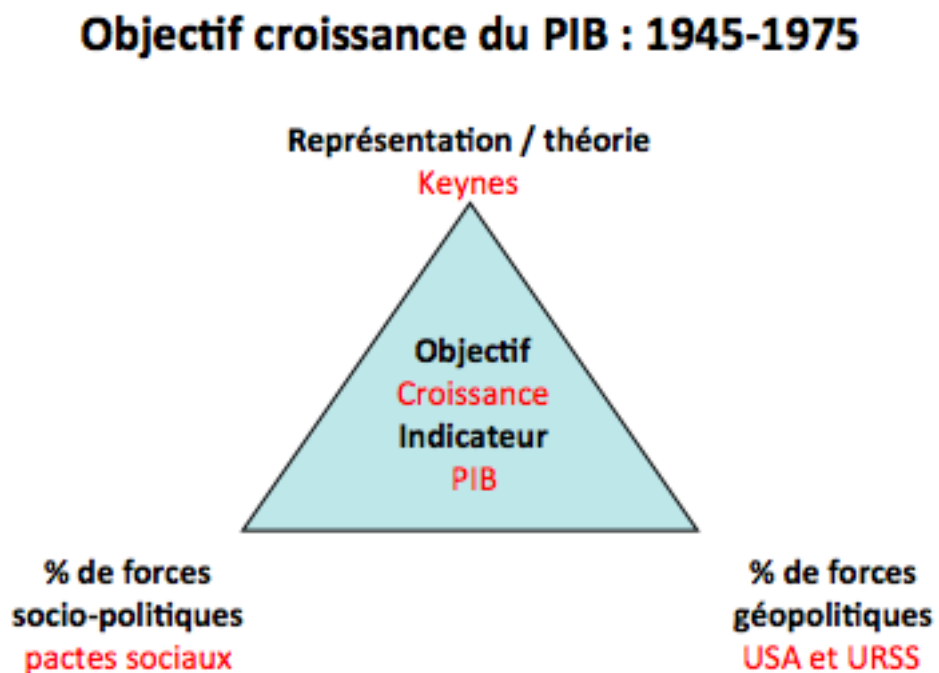 Objectif croissance du PIB : 1945-1975
Représentation / théorie
Keynes
Objectif
Croissance
Indicateur
PIB
% de forces
socio-politiques
pactes sociaux
% de forces
géopolitiques
USA et URSS